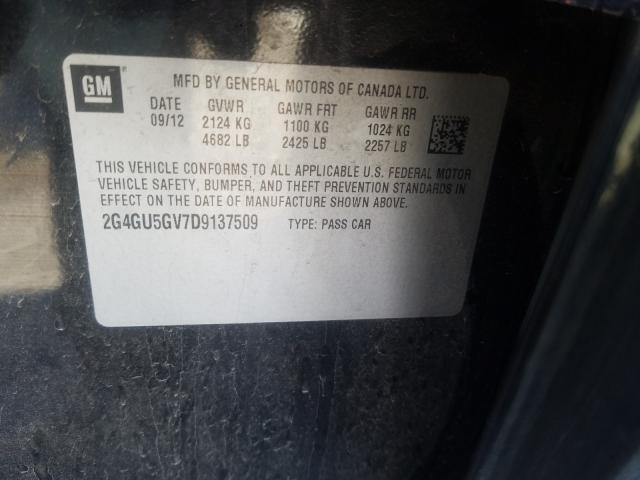 GM
MFD BY GENERAL MOTORS OF CANADA LTD.
DATE GVWR GAWR FRT GAWR RR
09/12 2124 KG 1100 KG 1024 KG
4682 LB 2425 LB 2257 LB
THIS VEHICLE CONFORMS TO ALL APPLICABLE U.S. FEDERAL MOTOR
VEHICLE SAFETY, BUMPER, AND THEFT PREVENTION STANDARDS IN
EFFECT ON THE DATE OF MANUFACTURE SHOWN ABOVE.
2G4GU5GV7D9137509 TYPE: PASS CAR